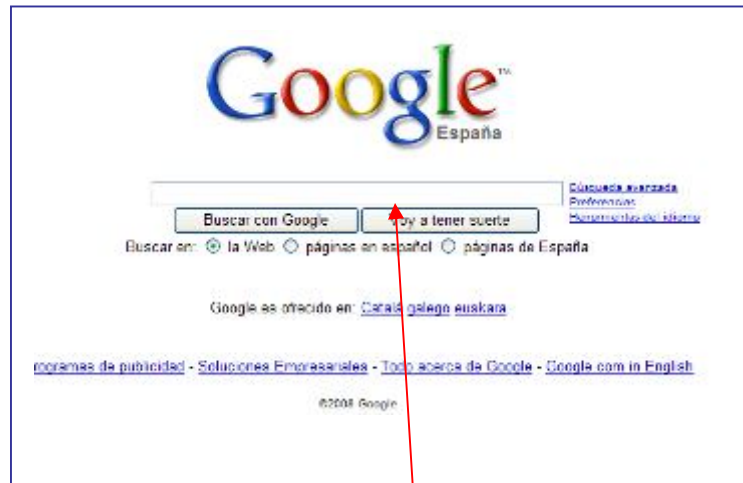 Google™
España
Búsqueda avanzada
Preferencias
Herramientas del idioma
Buscar con Google Voy a tener suerte
Buscar en: la Web páginas en español páginas de España
Google es ofrecido en: Català galego euskara
rogramas de publicidad - Soluciones Empresariales - Todo acerca de Google - Google.com in English
©2008 Google